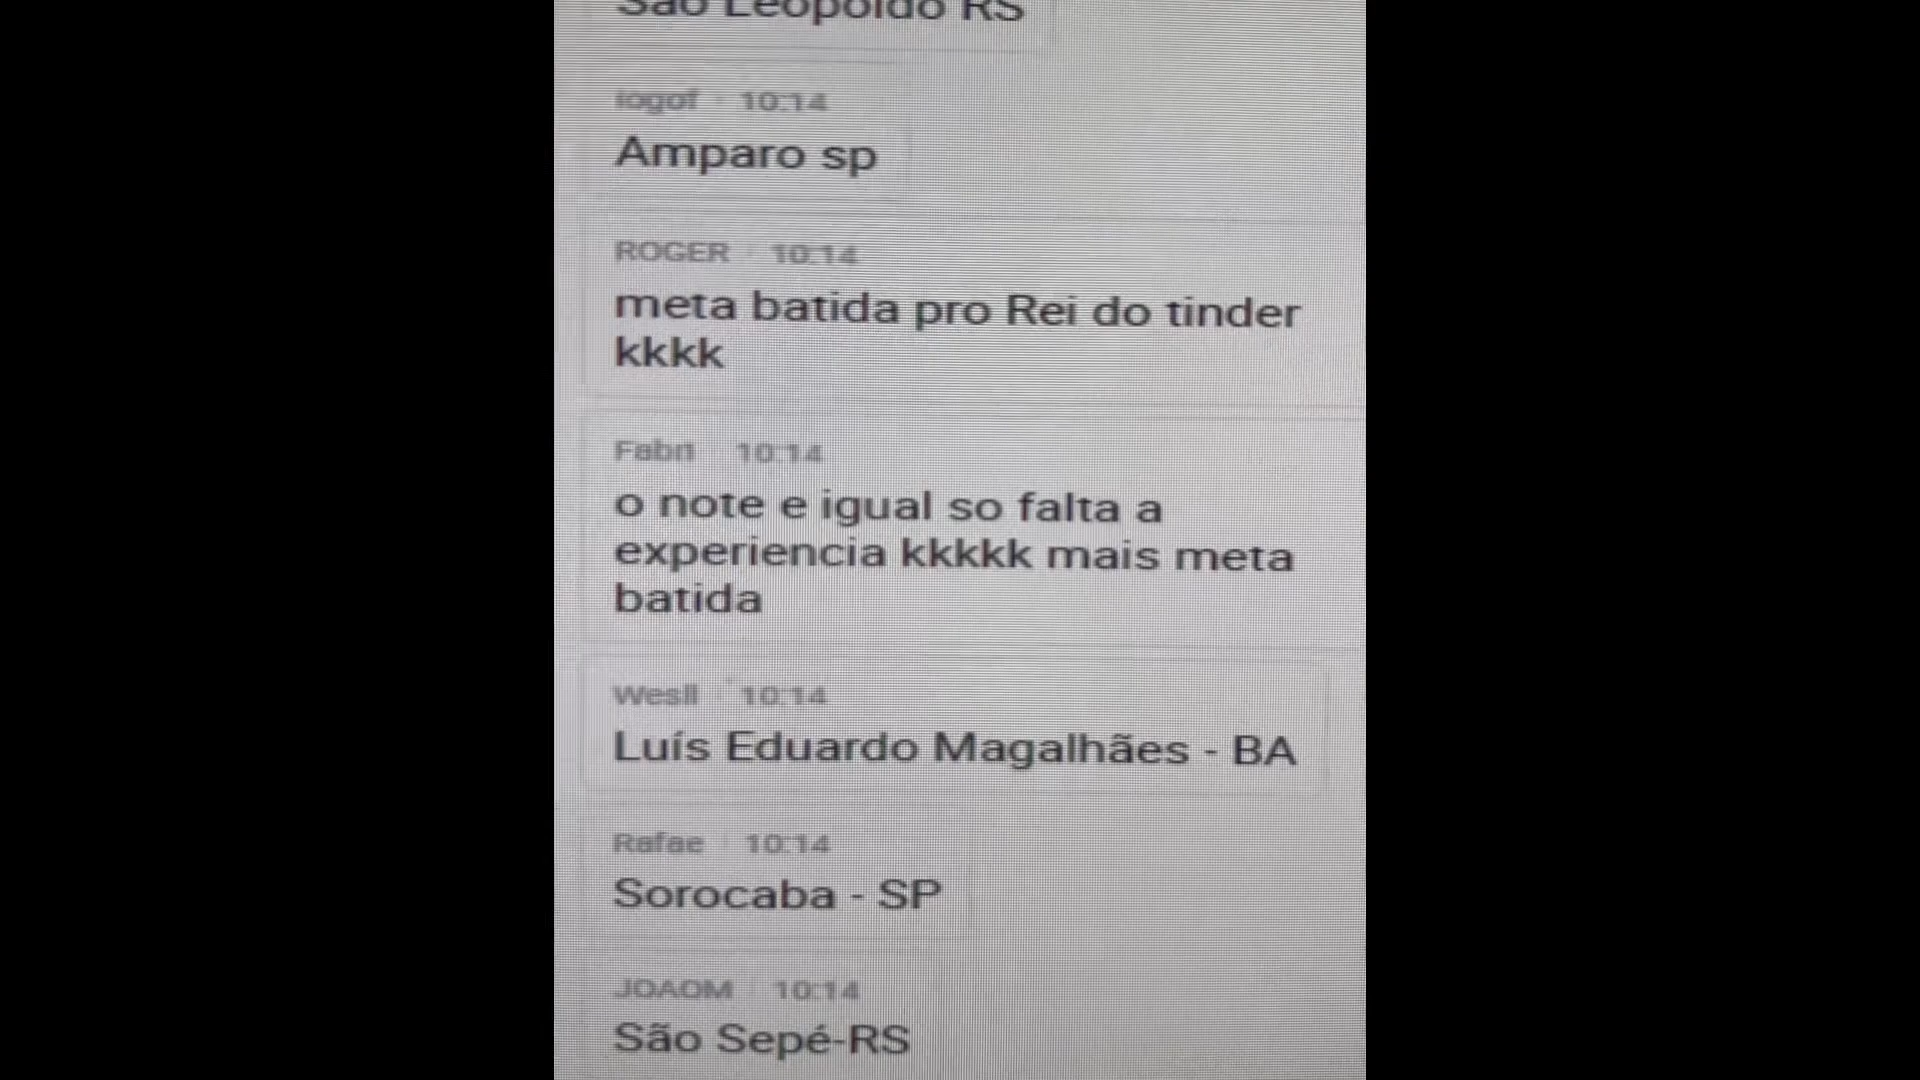 São Leopoldo RS
iogof · 10:14
Amparo sp
ROGER · 10:14
meta batida pro Rei do tinder
kkkk
Fabri · 10:14
o note e igual so falta a
experiencia kkkkk mais meta
batida
Wesll · 10:14
Luís Eduardo Magalhães - BA
Rafae · 10:14
Sorocaba - SP
JOAOM · 10:14
São Sepé-RS